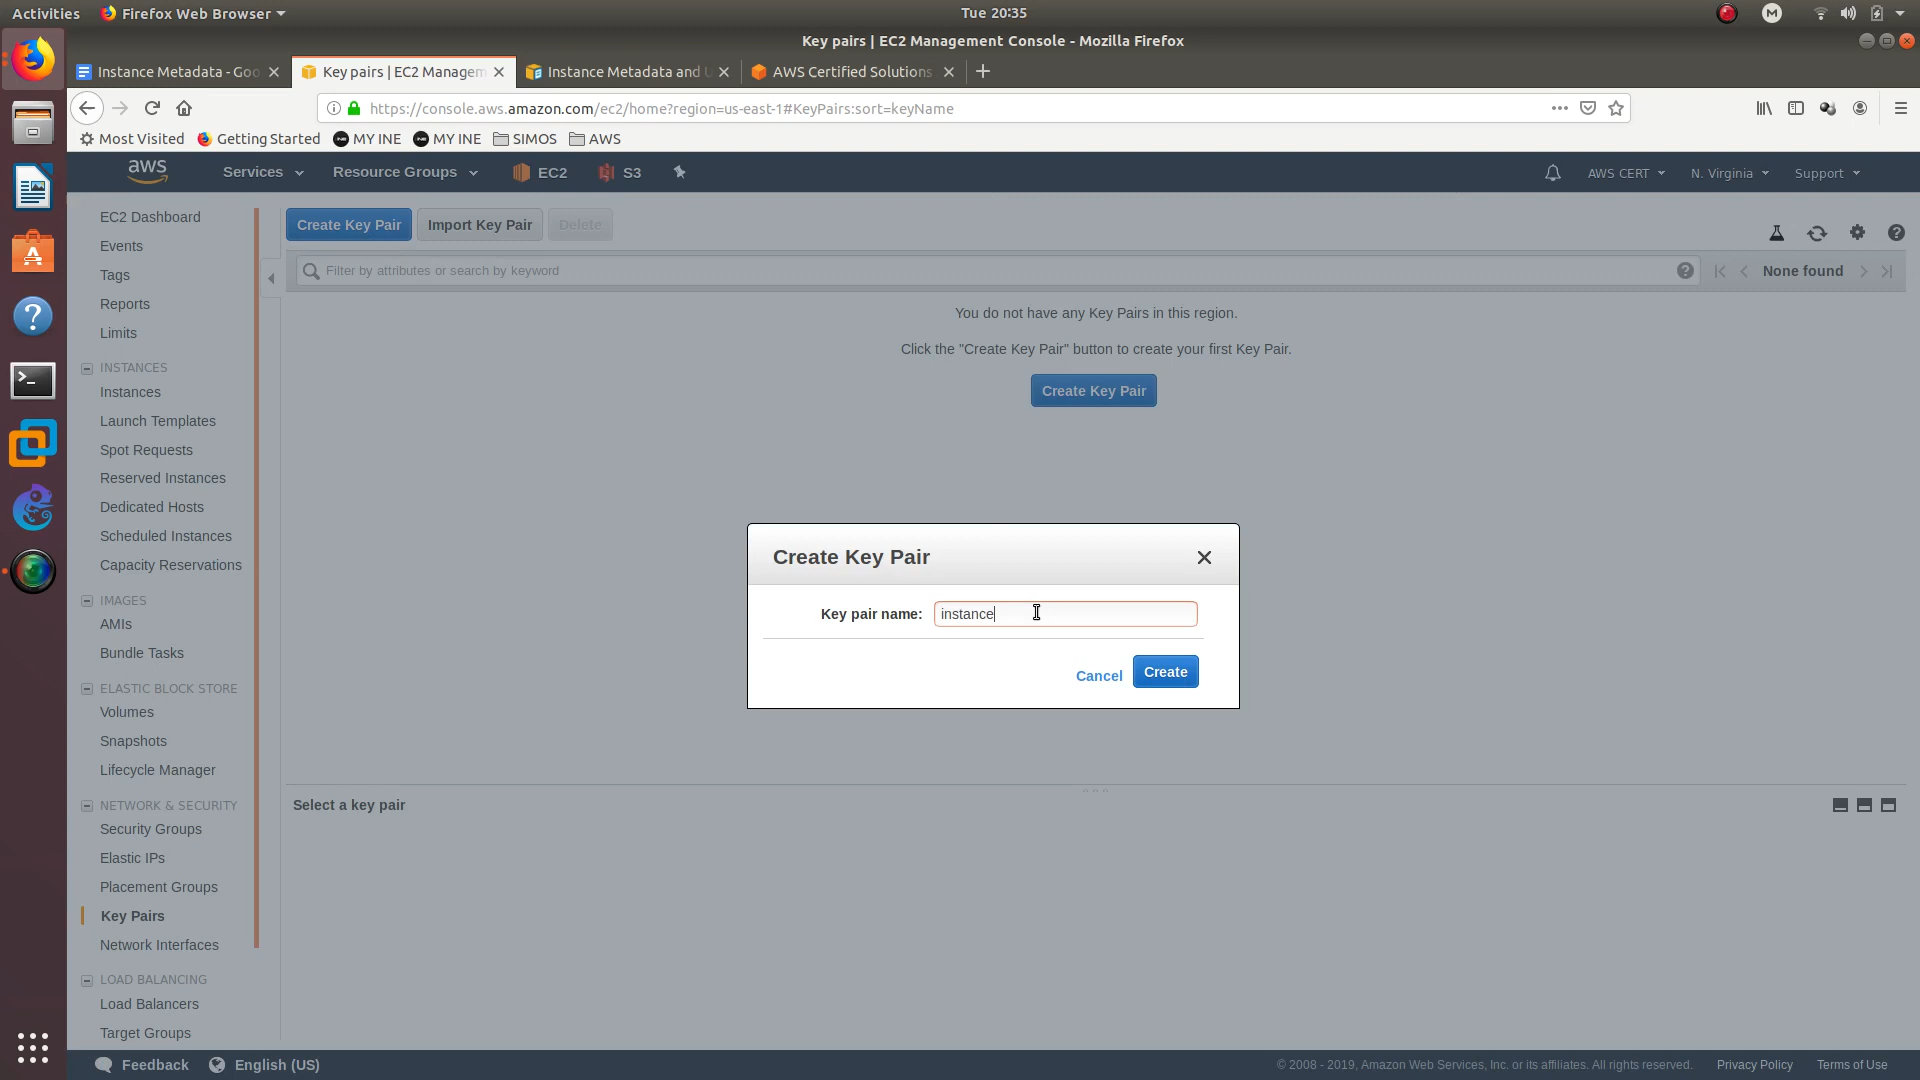 Activities
Firefox Web Browser
Tue 20:35
M
Key pairs | EC2 Management Console - Mozilla Firefox
Instance Metadata - Goo
Key pairs | EC2 Managem
Instance Metadata and U
AWS Certified Solutions
https://console.aws.amazon.com/ec2/home?region=us-east-1#KeyPairs:sort=keyName
Most Visited
Getting Started
MY INE
MY INE
SIMOS
AWS
aws
Services
Resource Groups
EC2
S3
AWS CERT
N. Virginia
Support
EC2 Dashboard
Events
Tags
Reports
Limits
INSTANCES
Instances
Launch Templates
Spot Requests
Reserved Instances
Dedicated Hosts
Scheduled Instances
Capacity Reservations
IMAGES
AMIs
Bundle Tasks
ELASTIC BLOCK STORE
Volumes
Snapshots
Lifecycle Manager
NETWORK & SECURITY
Security Groups
Elastic IPs
Placement Groups
Key Pairs
Network Interfaces
LOAD BALANCING
Load Balancers
Target Groups
Create Key Pair
Import Key Pair
Delete
Filter by attributes or search by keyword
None found
You do not have any Key Pairs in this region.
Click the "Create Key Pair" button to create your first Key Pair.
Create Key Pair
Create Key Pair
Key pair name:
instance
Cancel
Create
Select a key pair
Feedback
English (US)
© 2008 - 2019, Amazon Web Services, Inc. or its affiliates. All rights reserved.
Privacy Policy
Terms of Use